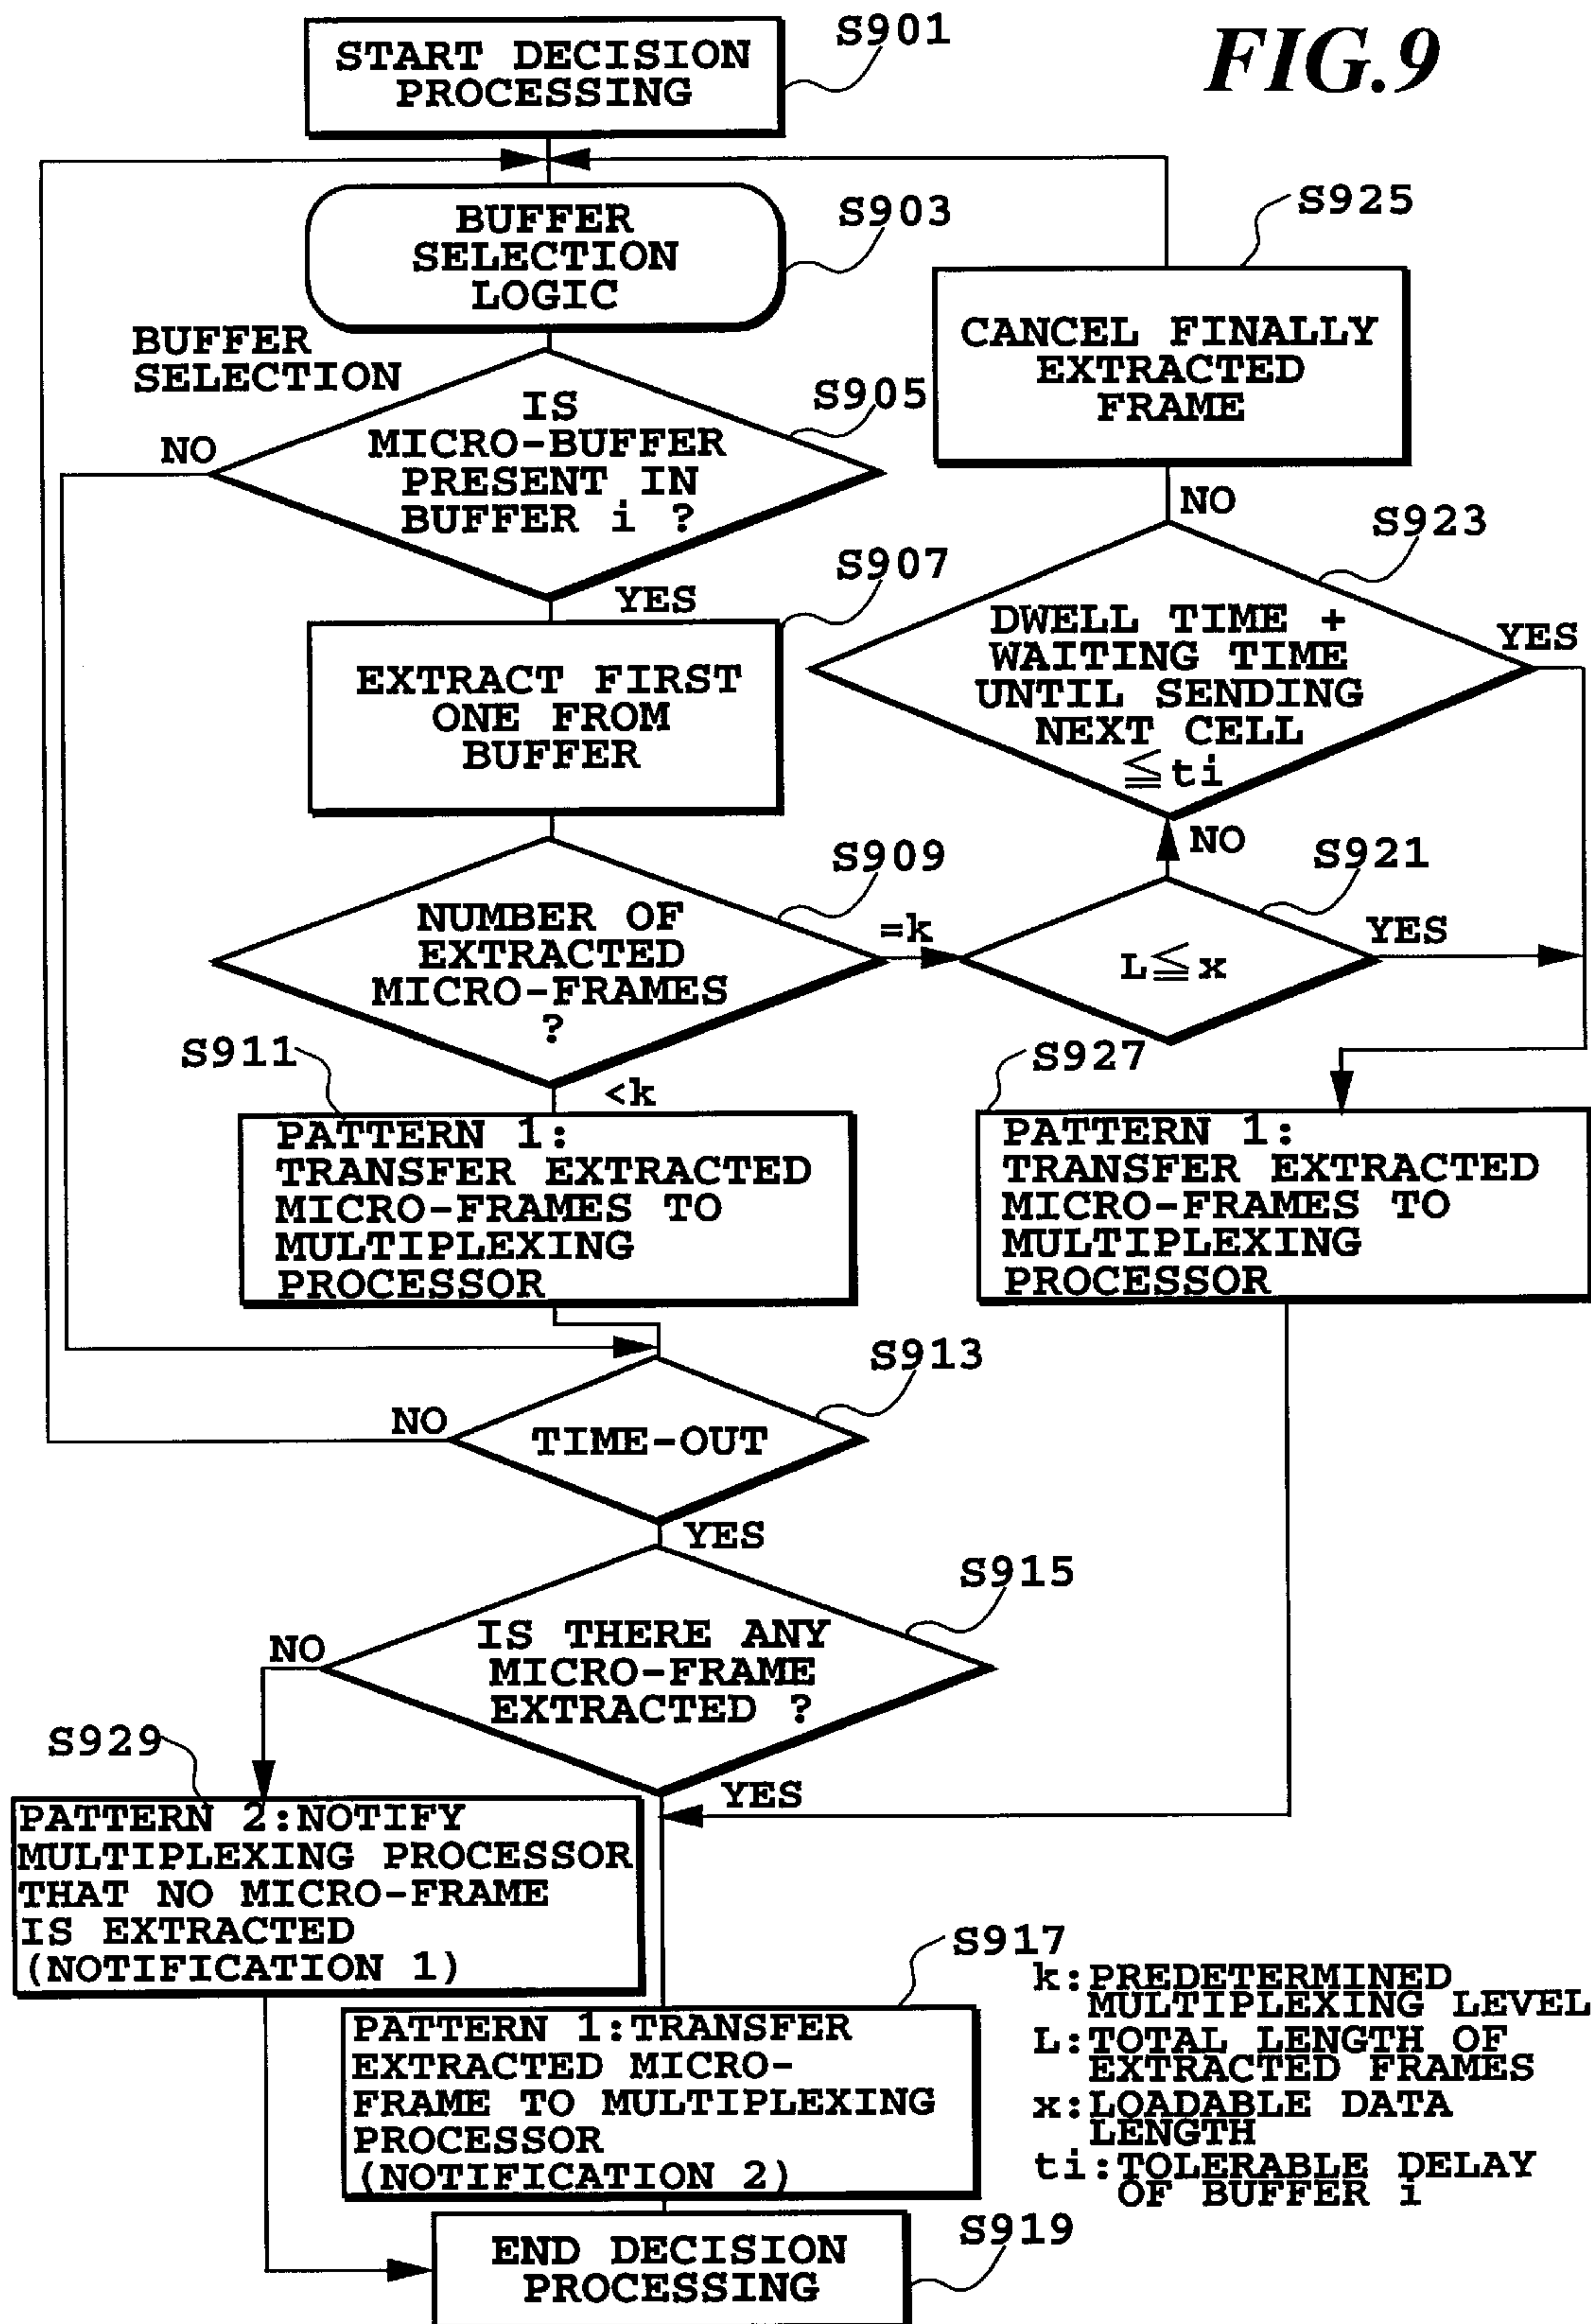 FIG.9
S901
START DECISION
PROCESSING
S903
BUFFER
SELECTION
LOGIC
S925
CANCEL FINALLY
EXTRACTED
FRAME
BUFFER
SELECTION
S905
IS
MICRO-BUFFER
PRESENT IN
BUFFER i ?
NO
YES
NO
S923
DWELL TIME +
WAITING TIME
UNTIL SENDING
NEXT CELL
≦ti
YES
S907
EXTRACT FIRST
ONE FROM
BUFFER
NO
S909
NUMBER OF
EXTRACTED
MICRO-FRAMES
?
=k
S921
L≦x
YES
<k
S911
PATTERN 1:
TRANSFER EXTRACTED
MICRO-FRAMES TO
MULTIPLEXING
PROCESSOR
S927
PATTERN 1:
TRANSFER EXTRACTED
MICRO-FRAMES TO
MULTIPLEXING
PROCESSOR
S913
NO
TIME-OUT
YES
S915
NO
IS THERE ANY
MICRO-FRAME
EXTRACTED ?
YES
S929
PATTERN 2:NOTIFY
MULTIPLEXING PROCESSOR
THAT NO MICRO-FRAME
IS EXTRACTED
(NOTIFICATION 1)
S917
PATTERN 1:TRANSFER
EXTRACTED MICRO-
FRAME TO MULTIPLEXING
PROCESSOR
(NOTIFICATION 2)
k:PREDETERMINED
MULTIPLEXING LEVEL
L:TOTAL LENGTH OF
EXTRACTED FRAMES
x:LOADABLE DATA
LENGTH
ti:TOLERABLE DELAY
OF BUFFER i
S919
END DECISION
PROCESSING